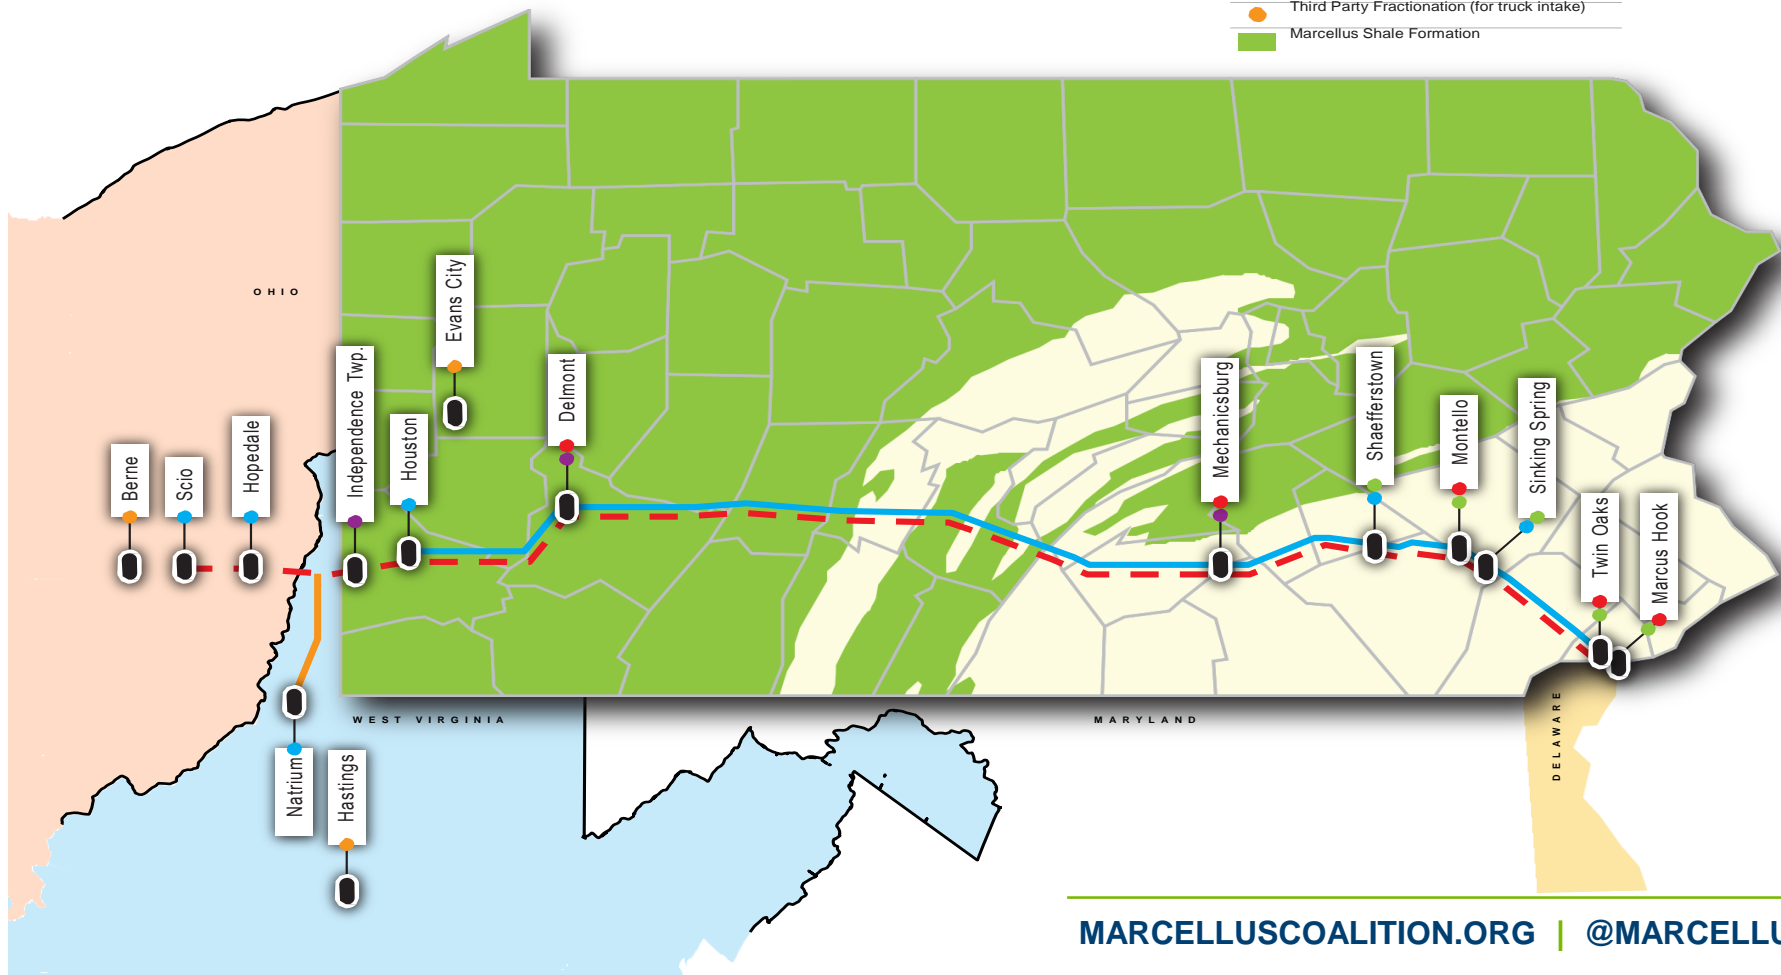 Third Party Fractionation (for truck intake)
Marcellus Shale Formation
OHIO
Evans City
Independence Twp.
Delmont
Houston
Berne
Scio
Hopedale
Mechanicsburg
Shaefferstown
Montello
Sinking Spring
Twin Oaks
Marcus Hook
WEST VIRGINIA
MARYLAND
DELAWARE
Natrium
Hastings
MARCELLUSCOALITION.ORG | @MARCELLU